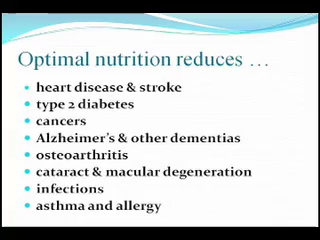 Optimal nutrition reduces …
heart disease & stroke
type 2 diabetes
cancers
Alzheimer's & other dementias
osteoarthritis
cataract & macular degeneration
infections
asthma and allergy